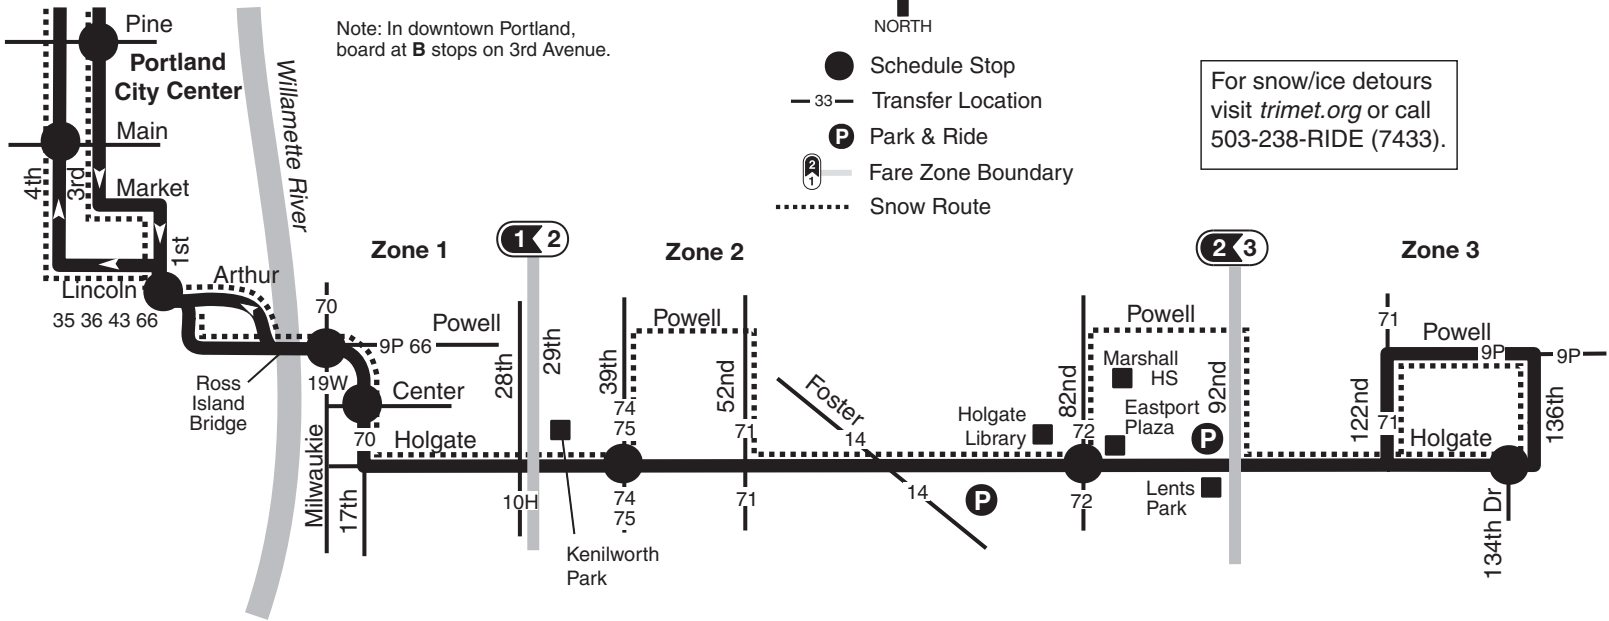 Pine
Portland
City Center
Main
4th
3rd
Market
1st
Lincoln
35 36 43 66
Arthur
Willamette River
Note: In downtown Portland,
board at B stops on 3rd Avenue.
NORTH
Schedule Stop
33
Transfer Location
P
Park & Ride
2
1
Fare Zone Boundary
Snow Route
For snow/ice detours
visit trimet.org or call
503-238-RIDE (7433).
Zone 1
1 2
Zone 2
2 3
Zone 3
70
Powell
9P 66
Ross
Island
Bridge
19W
Center
70
Holgate
Milwaukie
17th
28th
10H
29th
Kenilworth
Park
39th
74
75
74
75
Powell
52nd
71
71
Foster
14
14
P
Holgate
Library
82nd
72
72
Powell
Marshall
HS
Eastport
Plaza
P
92nd
Lents
Park
71
122nd
71
Powell
9P
9P
Holgate
136th
134th Dr